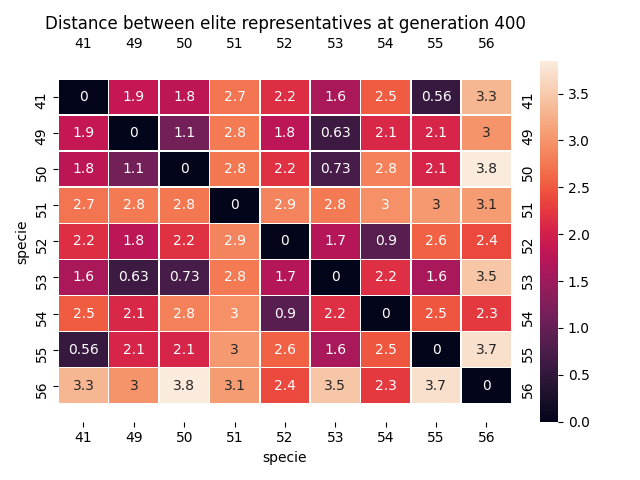 Distance between elite representatives at generation 400
41 49 50 51 52 53 54 55 56
41 0 1.9 1.8 2.7 2.2 1.6 2.5 0.56 3.3 41
49 1.9 0 1.1 2.8 1.8 0.63 2.1 2.1 3 49
50 1.8 1.1 0 2.8 2.2 0.73 2.8 2.1 3.8 50
51 2.7 2.8 2.8 0 2.9 2.8 3 3 3.1 51
52 2.2 1.8 2.2 2.9 0 1.7 0.9 2.6 2.4 52
53 1.6 0.63 0.73 2.8 1.7 0 2.2 1.6 3.5 53
54 2.5 2.1 2.8 3 0.9 2.2 0 2.5 2.3 54
55 0.56 2.1 2.1 3 2.6 1.6 2.5 0 3.7 55
56 3.3 3 3.8 3.1 2.4 3.5 2.3 3.7 0 56
41 49 50 51 52 53 54 55 56
specie
specie
3.5
3.0
2.5
2.0
1.5
1.0
0.5
0.0